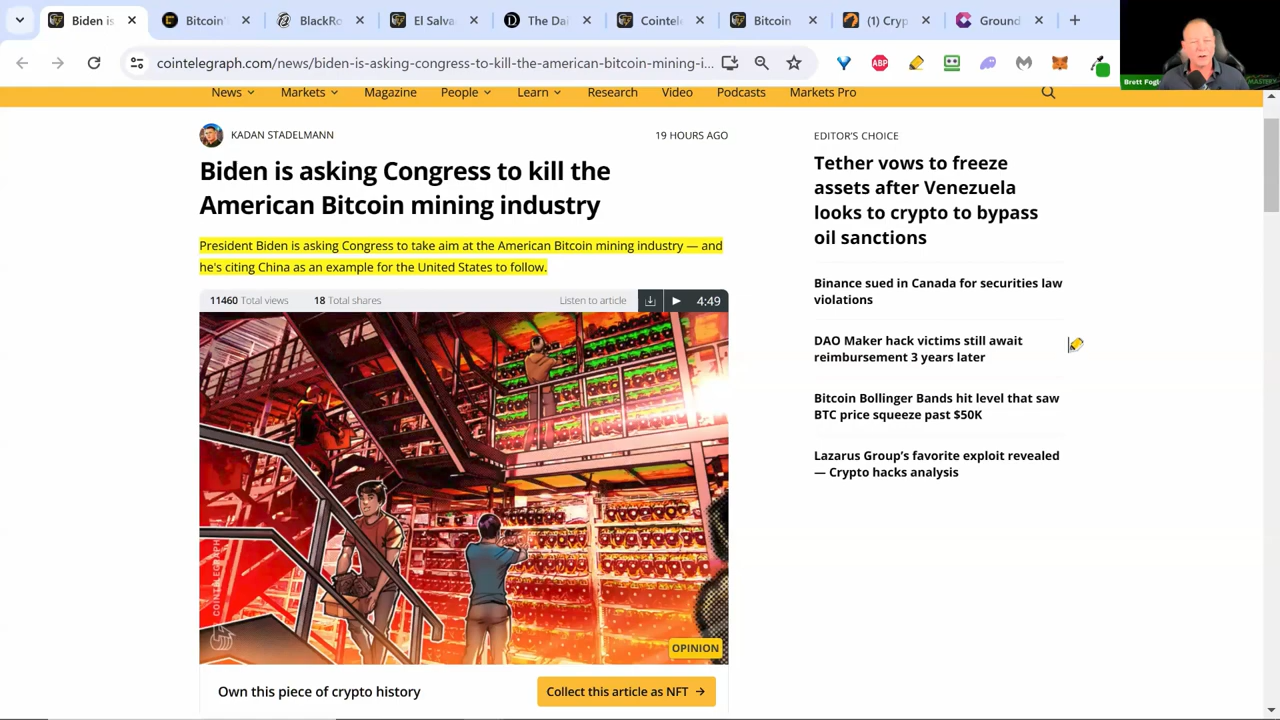 Biden is
Bitcoin'
BlackRo
El Salva
The Dai
Cointele
Bitcoin
(1) Cryp
Ground
cointelegraph.com/news/biden-is-asking-congress-to-kill-the-american-bitcoin-mining-i...
ABP
Brett Fogl
MASTERY
News
Markets
Magazine
People
Learn
Research
Video
Podcasts
Markets Pro
KADAN STADELMANN
19 HOURS AGO
Biden is asking Congress to kill the
American Bitcoin mining industry
President Biden is asking Congress to take aim at the American Bitcoin mining industry — and
he's citing China as an example for the United States to follow.
11460 Total views
18 Total shares
Listen to article
4:49
COINTELEGRAPH
OPINION
Own this piece of crypto history
Collect this article as NFT →
EDITOR'S CHOICE
Tether vows to freeze
assets after Venezuela
looks to crypto to bypass
oil sanctions
Binance sued in Canada for securities law
violations
DAO Maker hack victims still await
reimbursement 3 years later
Bitcoin Bollinger Bands hit level that saw
BTC price squeeze past $50K
Lazarus Group's favorite exploit revealed
— Crypto hacks analysis